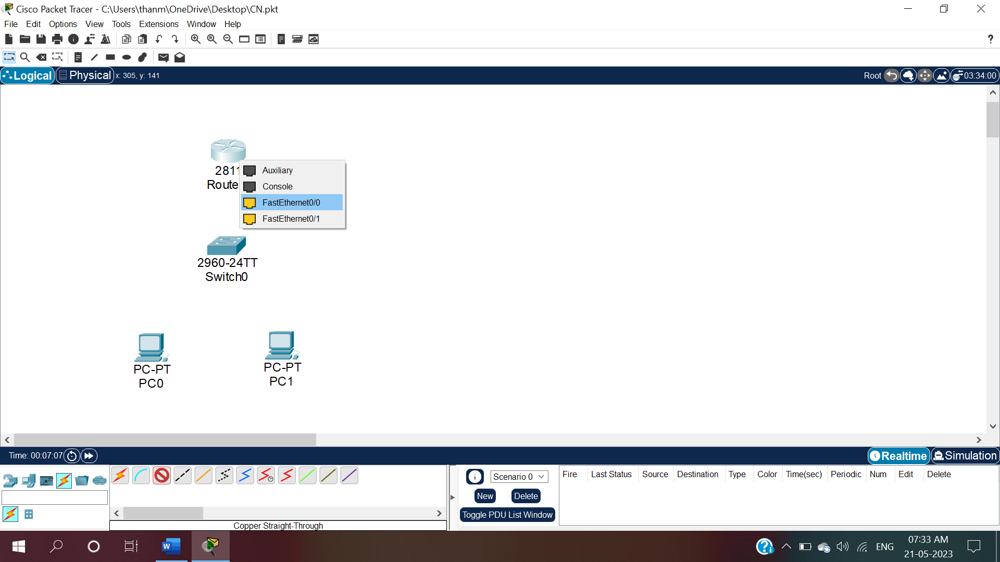 Cisco Packet Tracer - C:\Users\thanm\OneDrive\Desktop\CN.pkt
File Edit Options View Tools Extensions Window Help
?
Logical Physical x: 305, y: 141 Root 03:34:00
2811
Route
Auxiliary
Console
FastEthernet0/0
FastEthernet0/1
2960-24TT
Switch0
PC-PT
PC0
PC-PT
PC1
Time: 00:07:07 Realtime Simulation
Scenario 0
New Delete
Toggle PDU List Window
Fire Last Status Source Destination Type Color Time(sec) Periodic Num Edit Delete
Copper Straight-Through
ENG
07:33 AM
21-05-2023